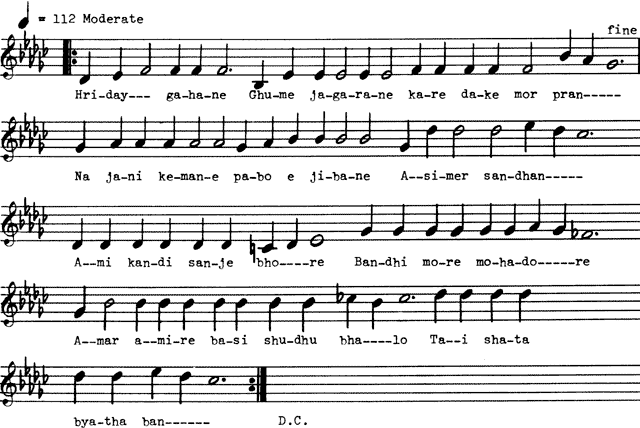 = 112 Moderate
fine
Hri-day--- ga-ha-ne Ghu-me ja-ga-ra-ne ka-re da-ke mor pran-----
Na ja-ni ke-man-e pa-bo e ji-ba-ne A--si-mer san-dhan-----
A--mi kan-di san-je bho----re Ban-dhi mo-re mo-ha-do-----re
A--mar a--mi-re ba-si shu-dhu bha----lo Ta--i sha-ta
bya-tha ban------ D.C.